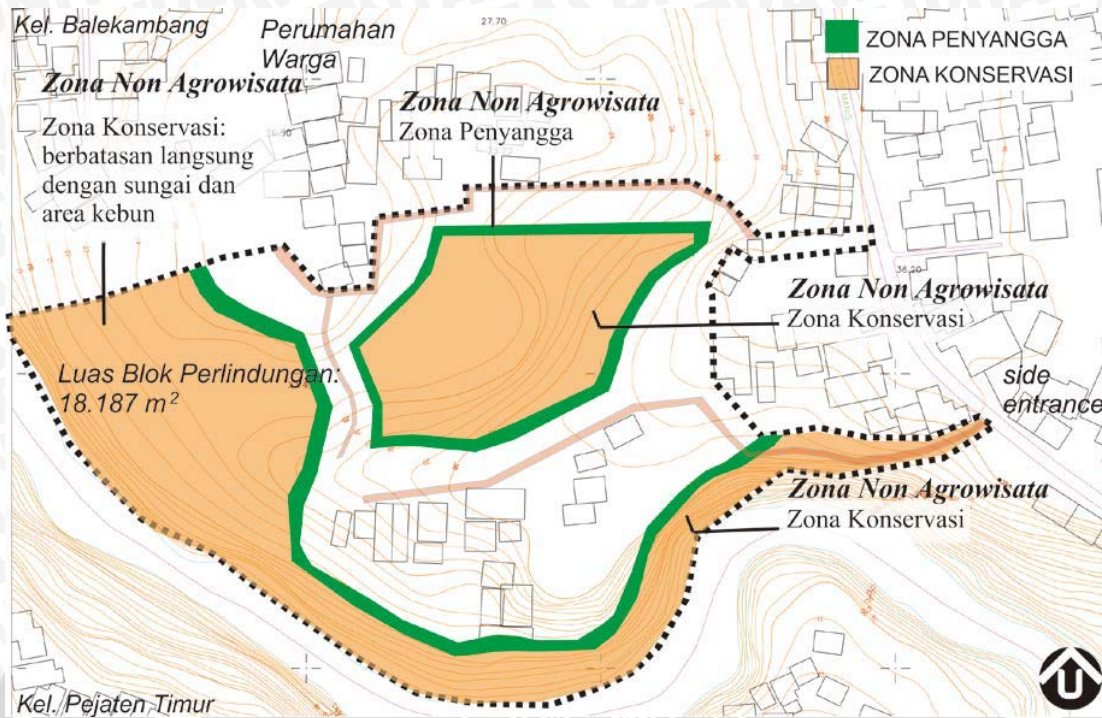 Kel. Balekambang
Perumahan
Warga
27.70
ZONA PENYANGGA
ZONA KONSERVASI
Zona Non Agrowisata
Zona Konservasi:
berbatasan langsung
dengan sungai dan
area kebun
Zona Non Agrowisata
Zona Penyangga
36.20
Zona Non Agrowisata
Zona Konservasi
Luas Blok Perlindungan:
18.187 m²
side
entrance
Zona Non Agrowisata
Zona Konservasi
Kel. Pejaten Timur
U